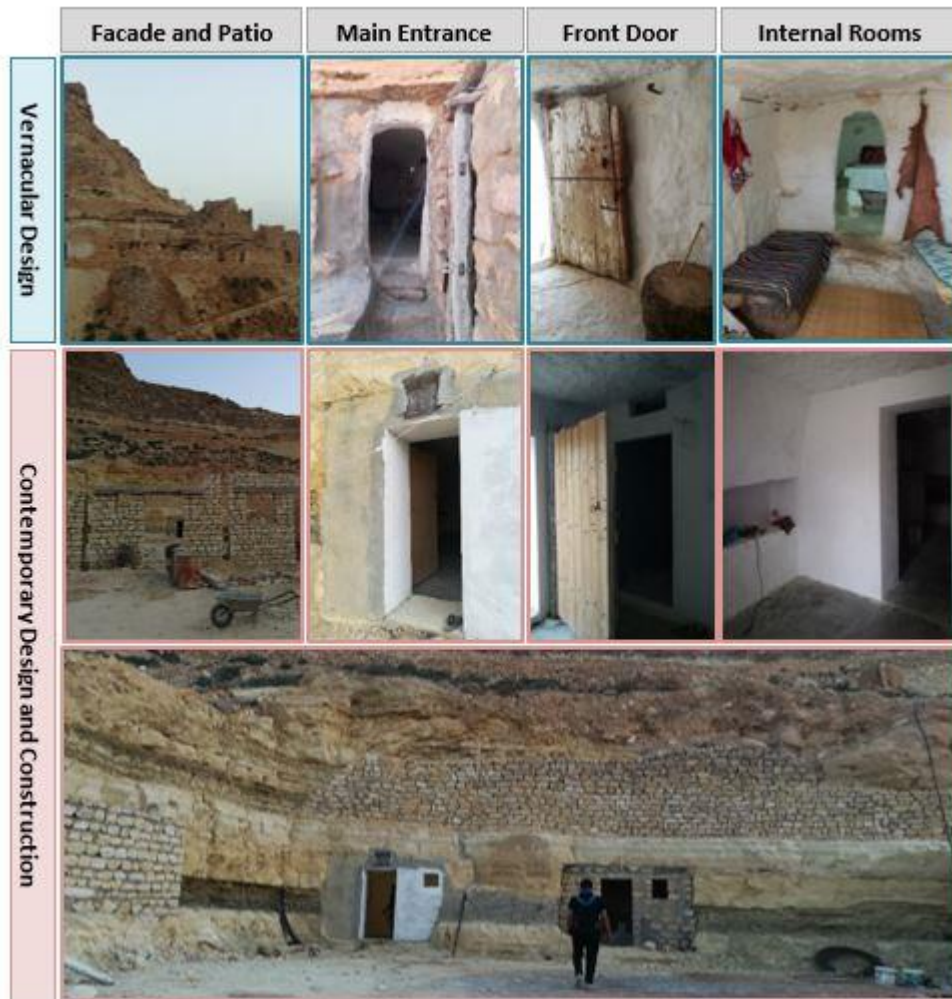 Facade and Patio
Main Entrance
Front Door
Internal Rooms
Vernacular Design
Contemporary Design and Construction